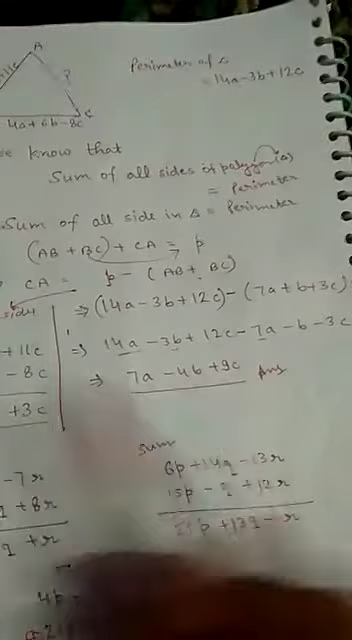 A
Perimeter of △
= 14a-3b+12c
?
C
4a+6b-8c
we know that
Sum of all sides of polygon(△)
= Perimeter
Sum of all side in △ = Perimeter
(AB + BC) + CA = p
CA = p - (AB + BC)
sides
⇒ (14a-3b+12c)-(7a+b+3c)
+11c
⇒ 14a-3b+12c-7a-b-3c
-8c
+3c
⇒ 7a-4b+9c Ans
sum
6p+14q-13r
15p-q+12r
21p+13q-r
-7r
+8r
q+r
4p-